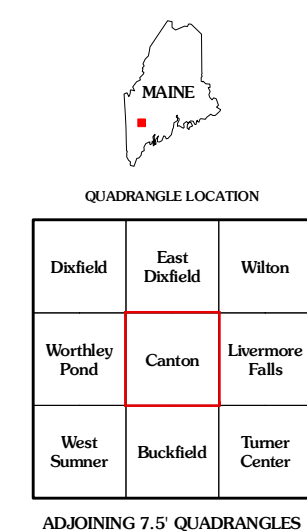 MAINE
QUADRANGLE LOCATION
Dixfield
East
Dixfield
Wilton
Worthley
Pond
Canton
Livermore
Falls
West
Sumner
Buckfield
Turner
Center
ADJOINING 7.5' QUADRANGLES